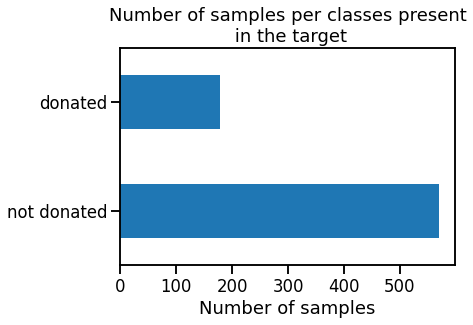 Number of samples per classes present
in the target
donated
not donated
0 100 200 300 400 500
Number of samples